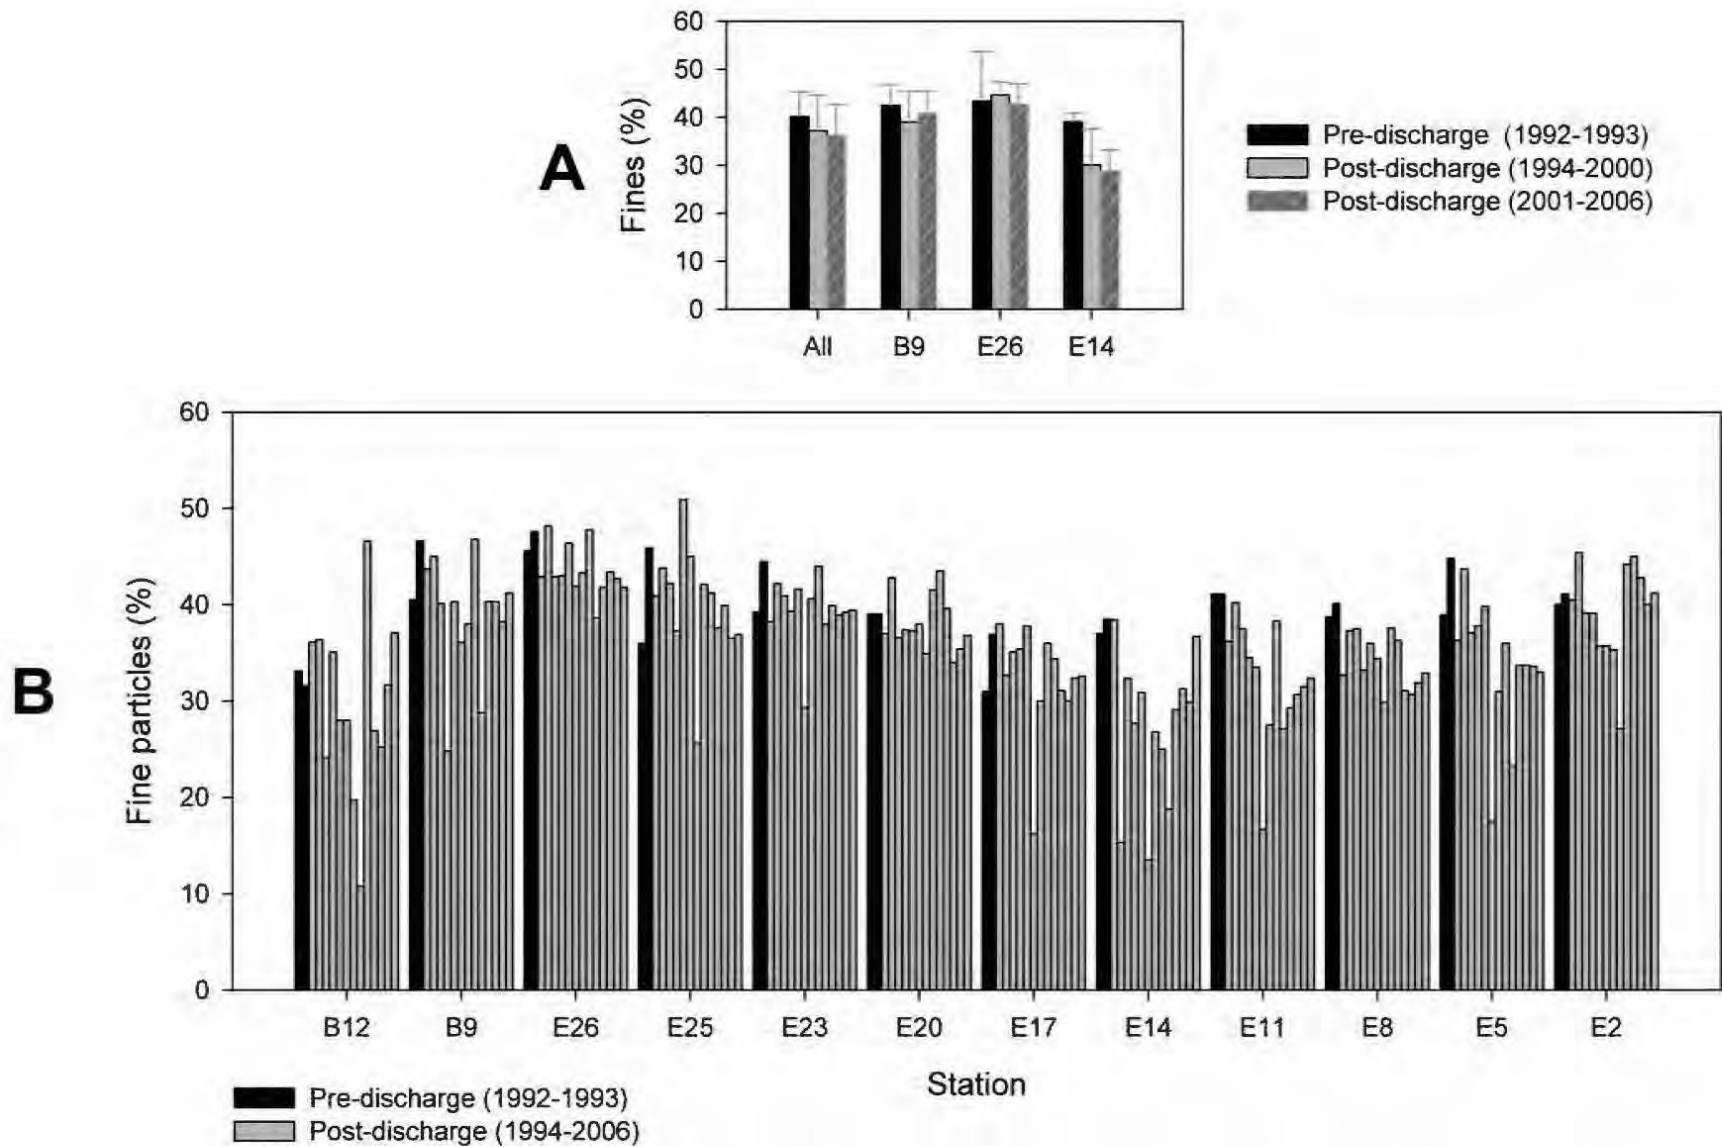 A
Fines (%)
60
50
40
30
20
10
0
All B9 E26 E14
Pre-discharge (1992-1993)
Post-discharge (1994-2000)
Post-discharge (2001-2006)
B
Fine particles (%)
60
50
40
30
20
10
0
B12 B9 E26 E25 E23 E20 E17 E14 E11 E8 E5 E2
Station
Pre-discharge (1992-1993)
Post-discharge (1994-2006)